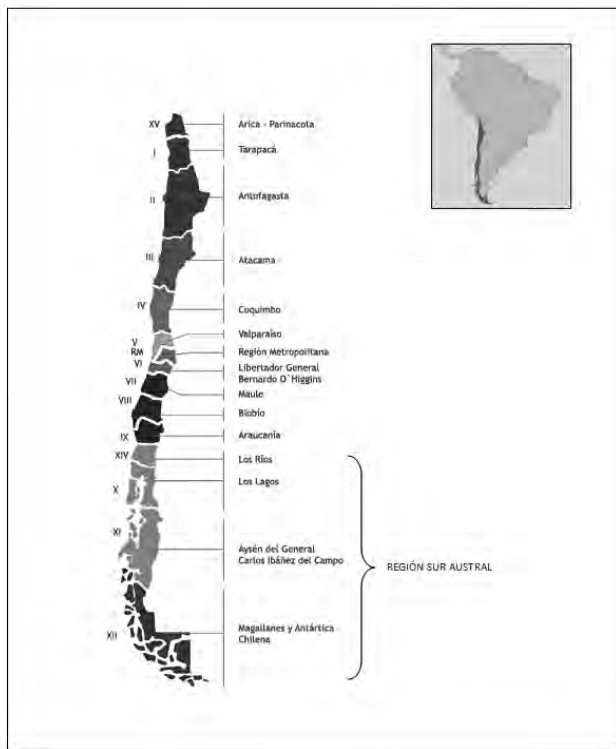 XV Arica - Parinacota
I Tarapacá
II Antofagasta
III Atacama
IV Coquimbo
V Valparaíso
RM Región Metropolitana
VI Libertador General
Bernardo O`Higgins
VII Maule
VIII Biobío
IX Araucanía
XIV Los Ríos
X Los Lagos
XI Aysén del General
Carlos Ibáñez del Campo
REGIÓN SUR AUSTRAL
XII Magallanes y Antártica
Chilena